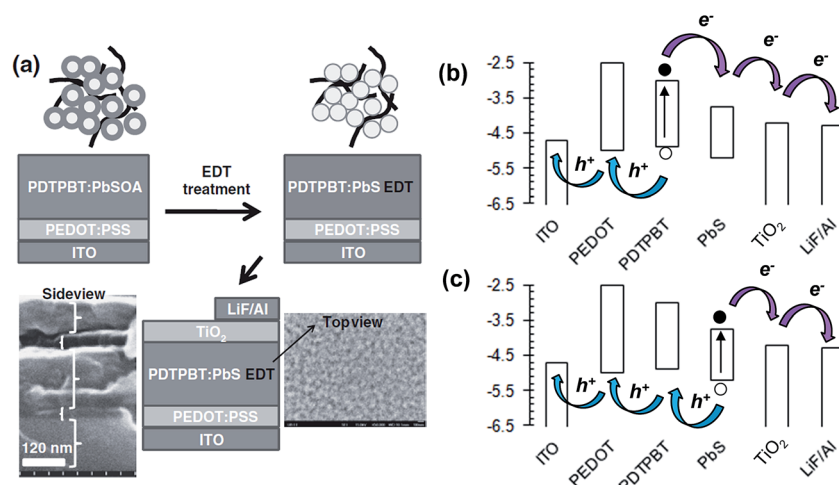 (a)
PDTPBT:PbSOA
PEDOT:PSS
ITO
EDT
treatment
PDTPBT:PbS EDT
PEDOT:PSS
ITO
Sideview
120 nm
LiF/Al
TiO2
PDTPBT:PbS EDT
PEDOT:PSS
ITO
Top view
(b)
e-
e-
e-
-2.5
-3.5
-4.5
-5.5
-6.5
h+
h+
ITO
PEDOT
PDTPBT
PbS
TiO2
LiF/Al
(c)
e-
e-
-2.5
-3.5
-4.5
-5.5
-6.5
h+
h+
h+
ITO
PEDOT
PDTPBT
PbS
TiO2
LiF/Al